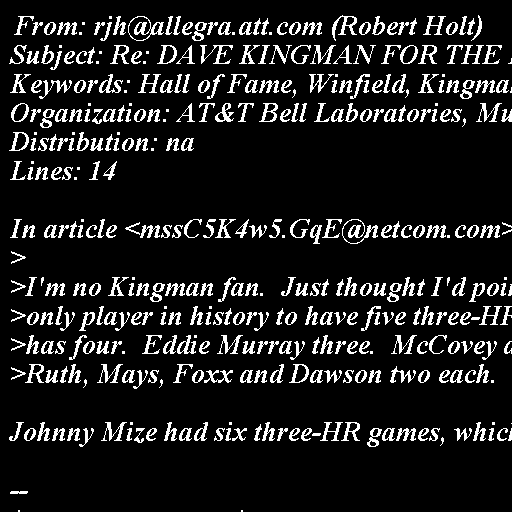 From: rjh@allegra.att.com (Robert Holt)
Subject: Re: DAVE KINGMAN FOR THE
Keywords: Hall of Fame, Winfield, Kingma
Organization: AT&T Bell Laboratories, Mu
Distribution: na
Lines: 14

In article <mssC5K4w5.GqE@netcom.com>
>
>I'm no Kingman fan.  Just thought I'd poi
>only player in history to have five three-HR
>has four.  Eddie Murray three.  McCovey a
>Ruth, Mays, Foxx and Dawson two each.

Johnny Mize had six three-HR games, whic

--